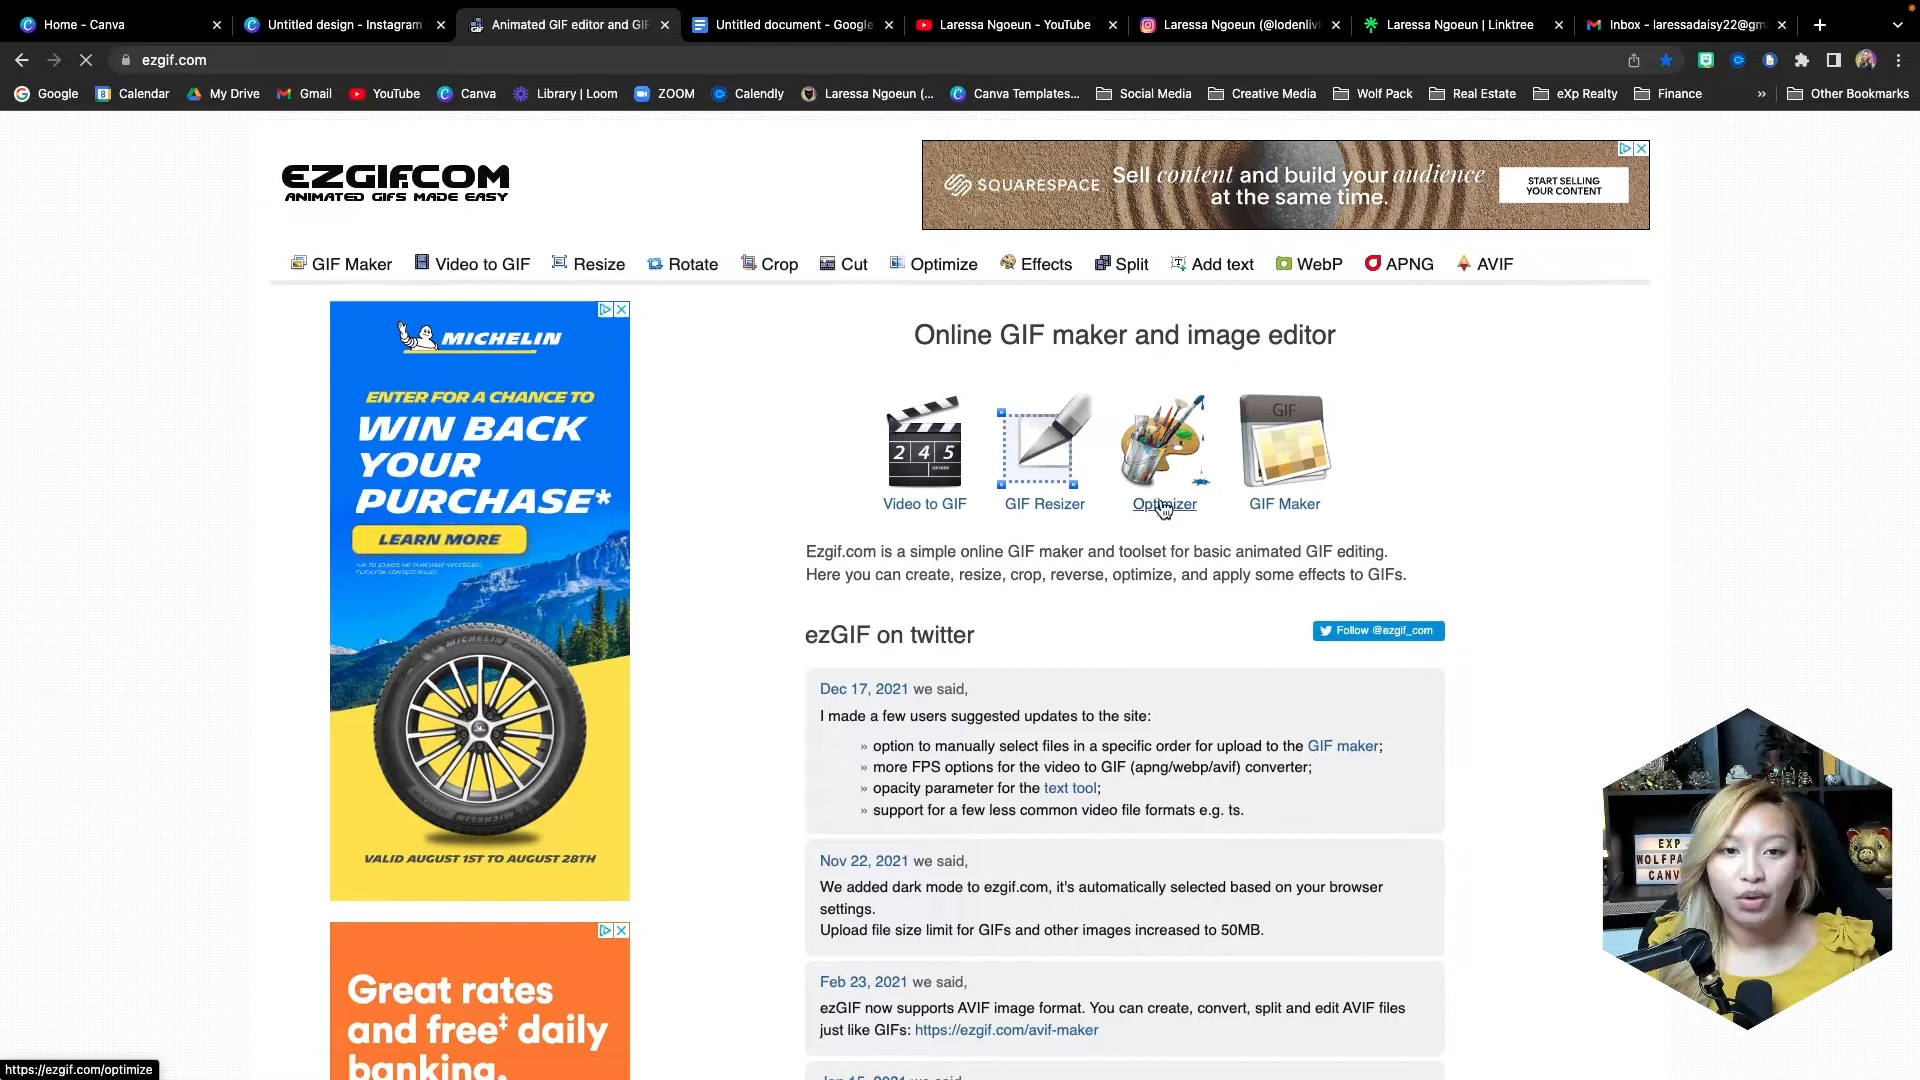 Home - Canva
Untitled design - Instagram
Animated GIF editor and GIF
Untitled document - Google
Laressa Ngoeun - YouTube
Laressa Ngoeun (@lodenlivi
Laressa Ngoeun | Linktree
Inbox - laressadaisy22@gm
ezgif.com
Google
Calendar
My Drive
Gmail
YouTube
Canva
Library | Loom
ZOOM
Calendly
Laressa Ngoeun (...
Canva Templates...
Social Media
Creative Media
Wolf Pack
Real Estate
eXp Realty
Finance
Other Bookmarks
EZGIF.COM
ANIMATED GIFS MADE EASY
SQUARESPACE
Sell content and build your audience
at the same time.
START SELLING
YOUR CONTENT
GIF Maker
Video to GIF
Resize
Rotate
Crop
Cut
Optimize
Effects
Split
Add text
WebP
APNG
AVIF
MICHELIN
ENTER FOR A CHANCE TO
WIN BACK
YOUR
PURCHASE*
LEARN MORE
VALID AUGUST 1ST TO AUGUST 28TH
Great rates
and free‡ daily
banking.
Online GIF maker and image editor
2 4 5
GIF
Video to GIF
GIF Resizer
Optimizer
GIF Maker
Ezgif.com is a simple online GIF maker and toolset for basic animated GIF editing.
Here you can create, resize, crop, reverse, optimize, and apply some effects to GIFs.
ezGIF on twitter
Follow @ezgif_com
Dec 17, 2021 we said,
I made a few users suggested updates to the site:
» option to manually select files in a specific order for upload to the GIF maker;
» more FPS options for the video to GIF (apng/webp/avif) converter;
» opacity parameter for the text tool;
» support for a few less common video file formats e.g. ts.
Nov 22, 2021 we said,
We added dark mode to ezgif.com, it's automatically selected based on your browser
settings.
Upload file size limit for GIFs and other images increased to 50MB.
Feb 23, 2021 we said,
ezGIF now supports AVIF image format. You can create, convert, split and edit AVIF files
just like GIFs: https://ezgif.com/avif-maker
EXP
WOLFPA
CANV
https://ezgif.com/optimize